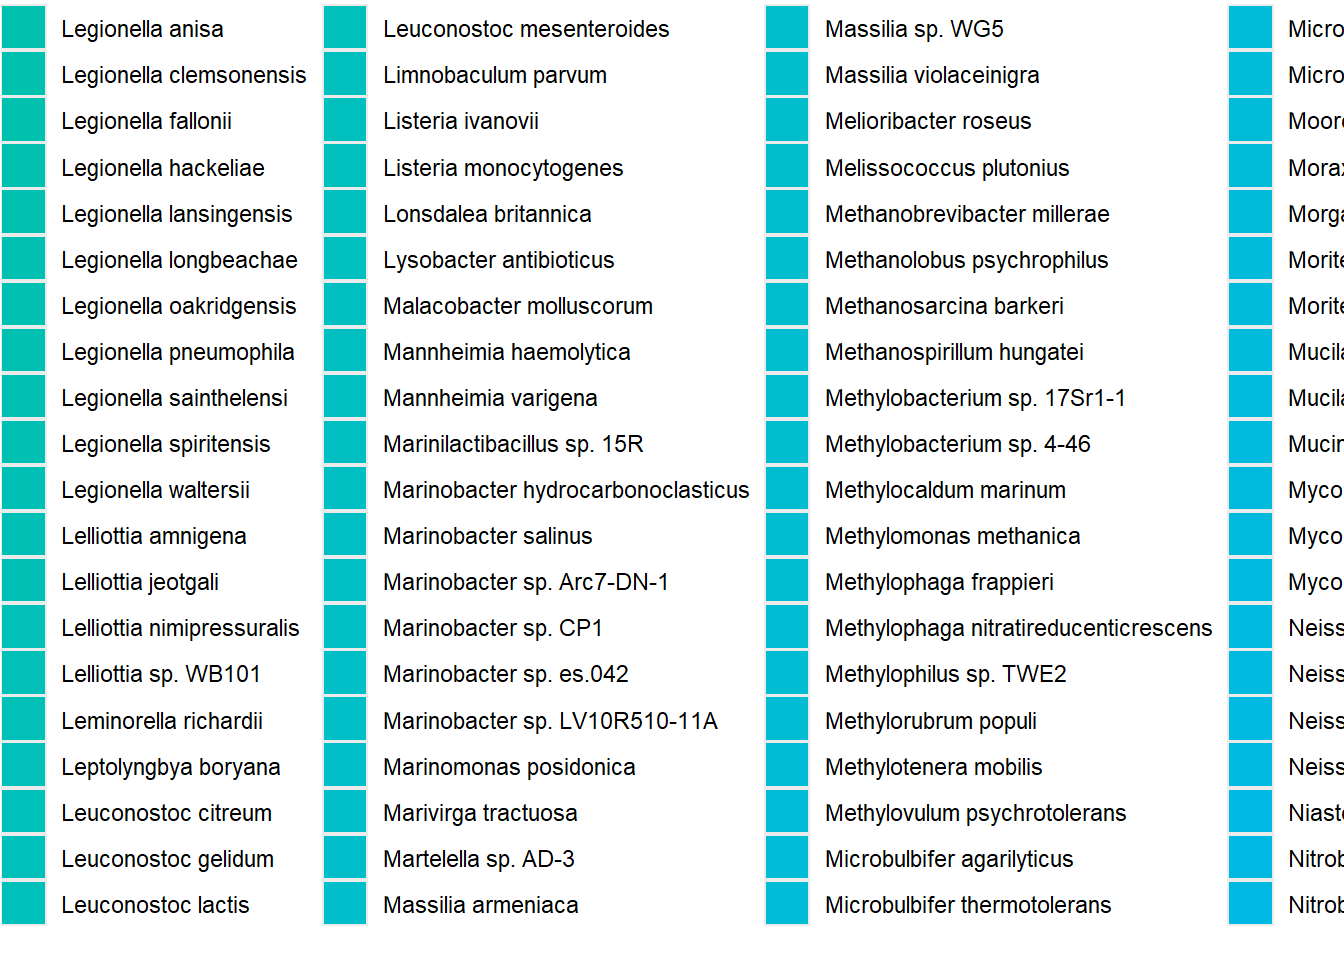 Legionella anisa
Legionella clemsonensis
Legionella fallonii
Legionella hackeliae
Legionella lansingensis
Legionella longbeachae
Legionella oakridgensis
Legionella pneumophila
Legionella sainthelensi
Legionella spiritensis
Legionella waltersii
Lelliottia amnigena
Lelliottia jeotgali
Lelliottia nimipressuralis
Lelliottia sp. WB101
Leminorella richardii
Leptolyngbya boryana
Leuconostoc citreum
Leuconostoc gelidum
Leuconostoc lactis
Leuconostoc mesenteroides
Limnobaculum parvum
Listeria ivanovii
Listeria monocytogenes
Lonsdalea britannica
Lysobacter antibioticus
Malacobacter molluscorum
Mannheimia haemolytica
Mannheimia varigena
Marinilactibacillus sp. 15R
Marinobacter hydrocarbonoclasticus
Marinobacter salinus
Marinobacter sp. Arc7-DN-1
Marinobacter sp. CP1
Marinobacter sp. es.042
Marinobacter sp. LV10R510-11A
Marinomonas posidonica
Marivirga tractuosa
Martelella sp. AD-3
Massilia armeniaca
Massilia sp. WG5
Massilia violaceinigra
Melioribacter roseus
Melissococcus plutonius
Methanobrevibacter millerae
Methanolobus psychrophilus
Methanosarcina barkeri
Methanospirillum hungatei
Methylobacterium sp. 17Sr1-1
Methylobacterium sp. 4-46
Methylocaldum marinum
Methylomonas methanica
Methylophaga frappieri
Methylophaga nitratireducenticrescens
Methylophilus sp. TWE2
Methylorubrum populi
Methylotenera mobilis
Methylovulum psychrotolerans
Microbulbifer agarilyticus
Microbulbifer thermotolerans
Micro
Micro
Moor
Mora
Morg
Morit
Morit
Mucil
Mucil
Mucin
Myco
Myco
Myco
Neiss
Neiss
Neiss
Neiss
Niast
Nitrob
Nitrob